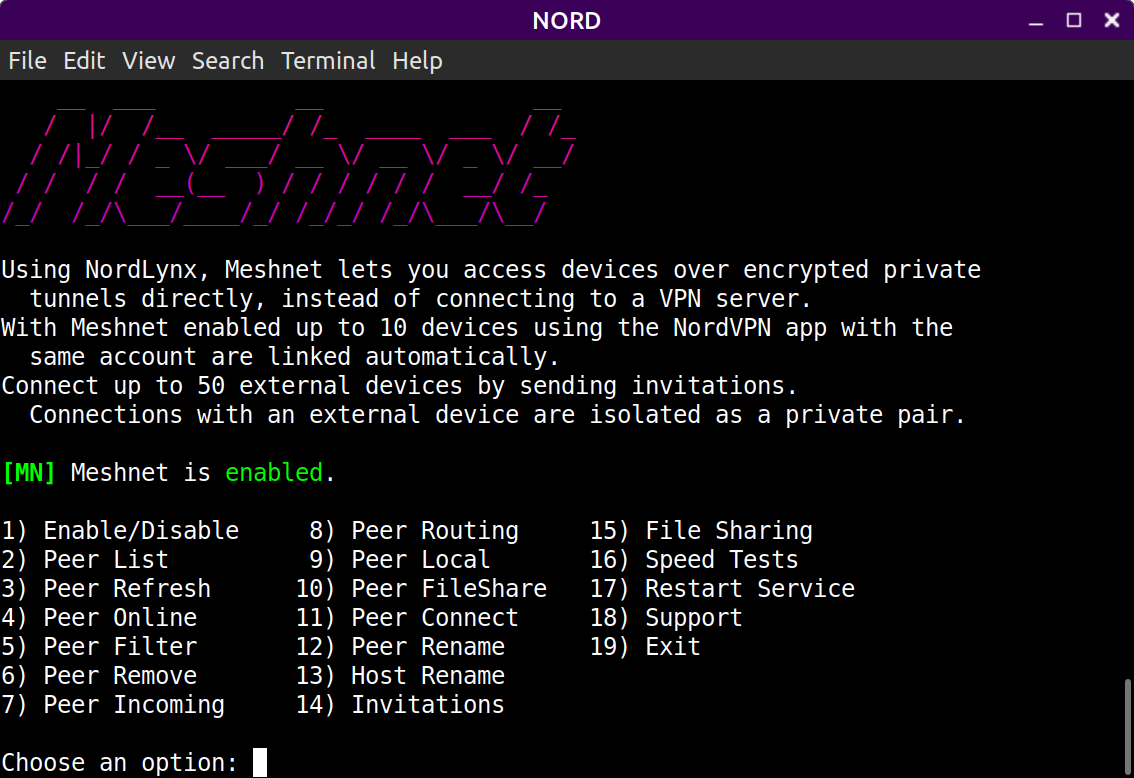 NORD
File Edit View Search Terminal Help
Meshnet
Using NordLynx, Meshnet lets you access devices over encrypted private
tunnels directly, instead of connecting to a VPN server.
With Meshnet enabled up to 10 devices using the NordVPN app with the
same account are linked automatically.
Connect up to 50 external devices by sending invitations.
Connections with an external device are isolated as a private pair.
[MN] Meshnet is enabled.
1) Enable/Disable 8) Peer Routing 15) File Sharing
2) Peer List 9) Peer Local 16) Speed Tests
3) Peer Refresh 10) Peer FileShare 17) Restart Service
4) Peer Online 11) Peer Connect 18) Support
5) Peer Filter 12) Peer Rename 19) Exit
6) Peer Remove 13) Host Rename
7) Peer Incoming 14) Invitations
Choose an option: